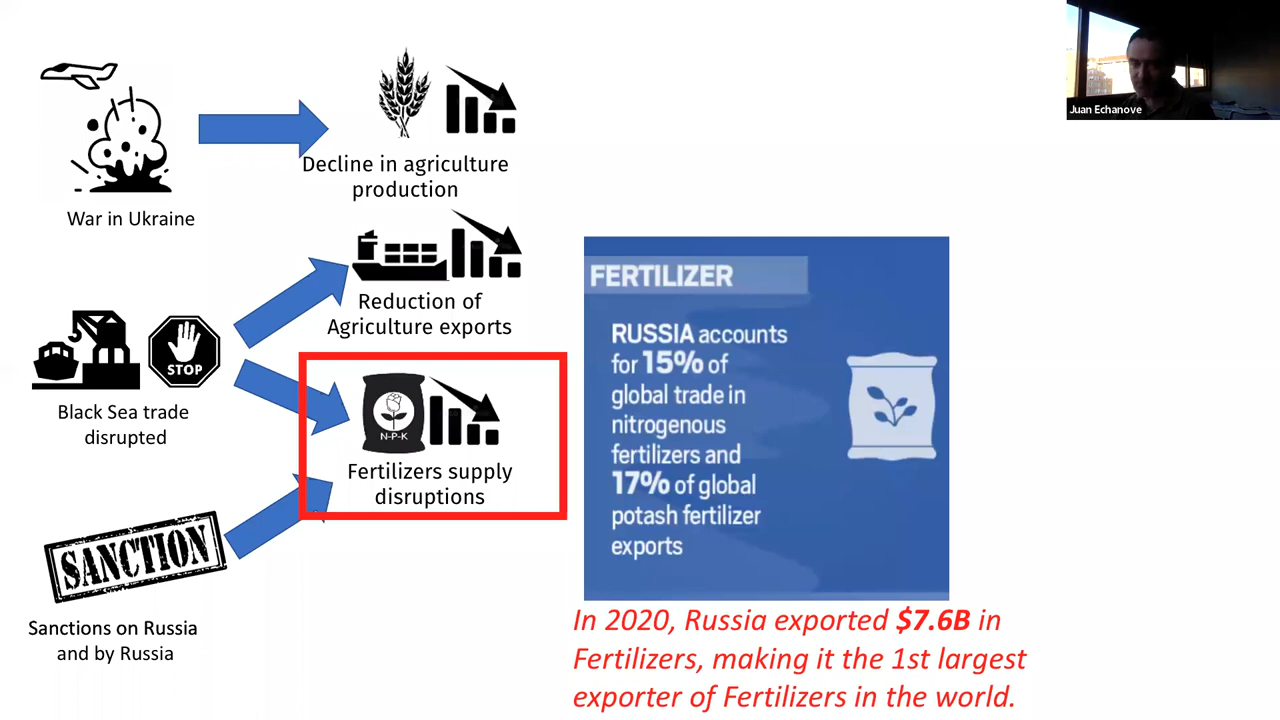 Juan Echanove
Decline in agriculture
production
War in Ukraine
Reduction of
Agriculture exports
STOP
Black Sea trade
disrupted
N-P-K
Fertilizers supply
disruptions
SANCTION
Sanctions on Russia
and by Russia
FERTILIZER
RUSSIA accounts
for 15% of
global trade in
nitrogenous
fertilizers and
17% of global
potash fertilizer
exports
In 2020, Russia exported $7.6B in
Fertilizers, making it the 1st largest
exporter of Fertilizers in the world.